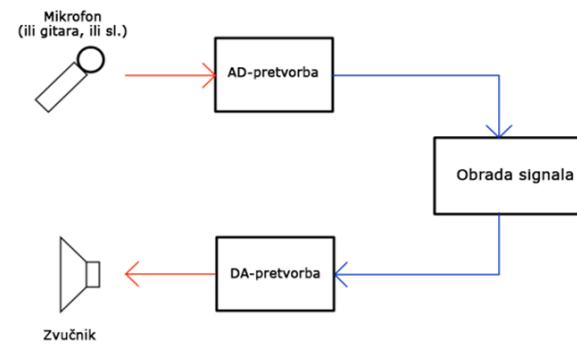 Mikrofon
(ili gitara, ili sl.)
AD-pretvorba
Obrada signala
DA-pretvorba
Zvučnik